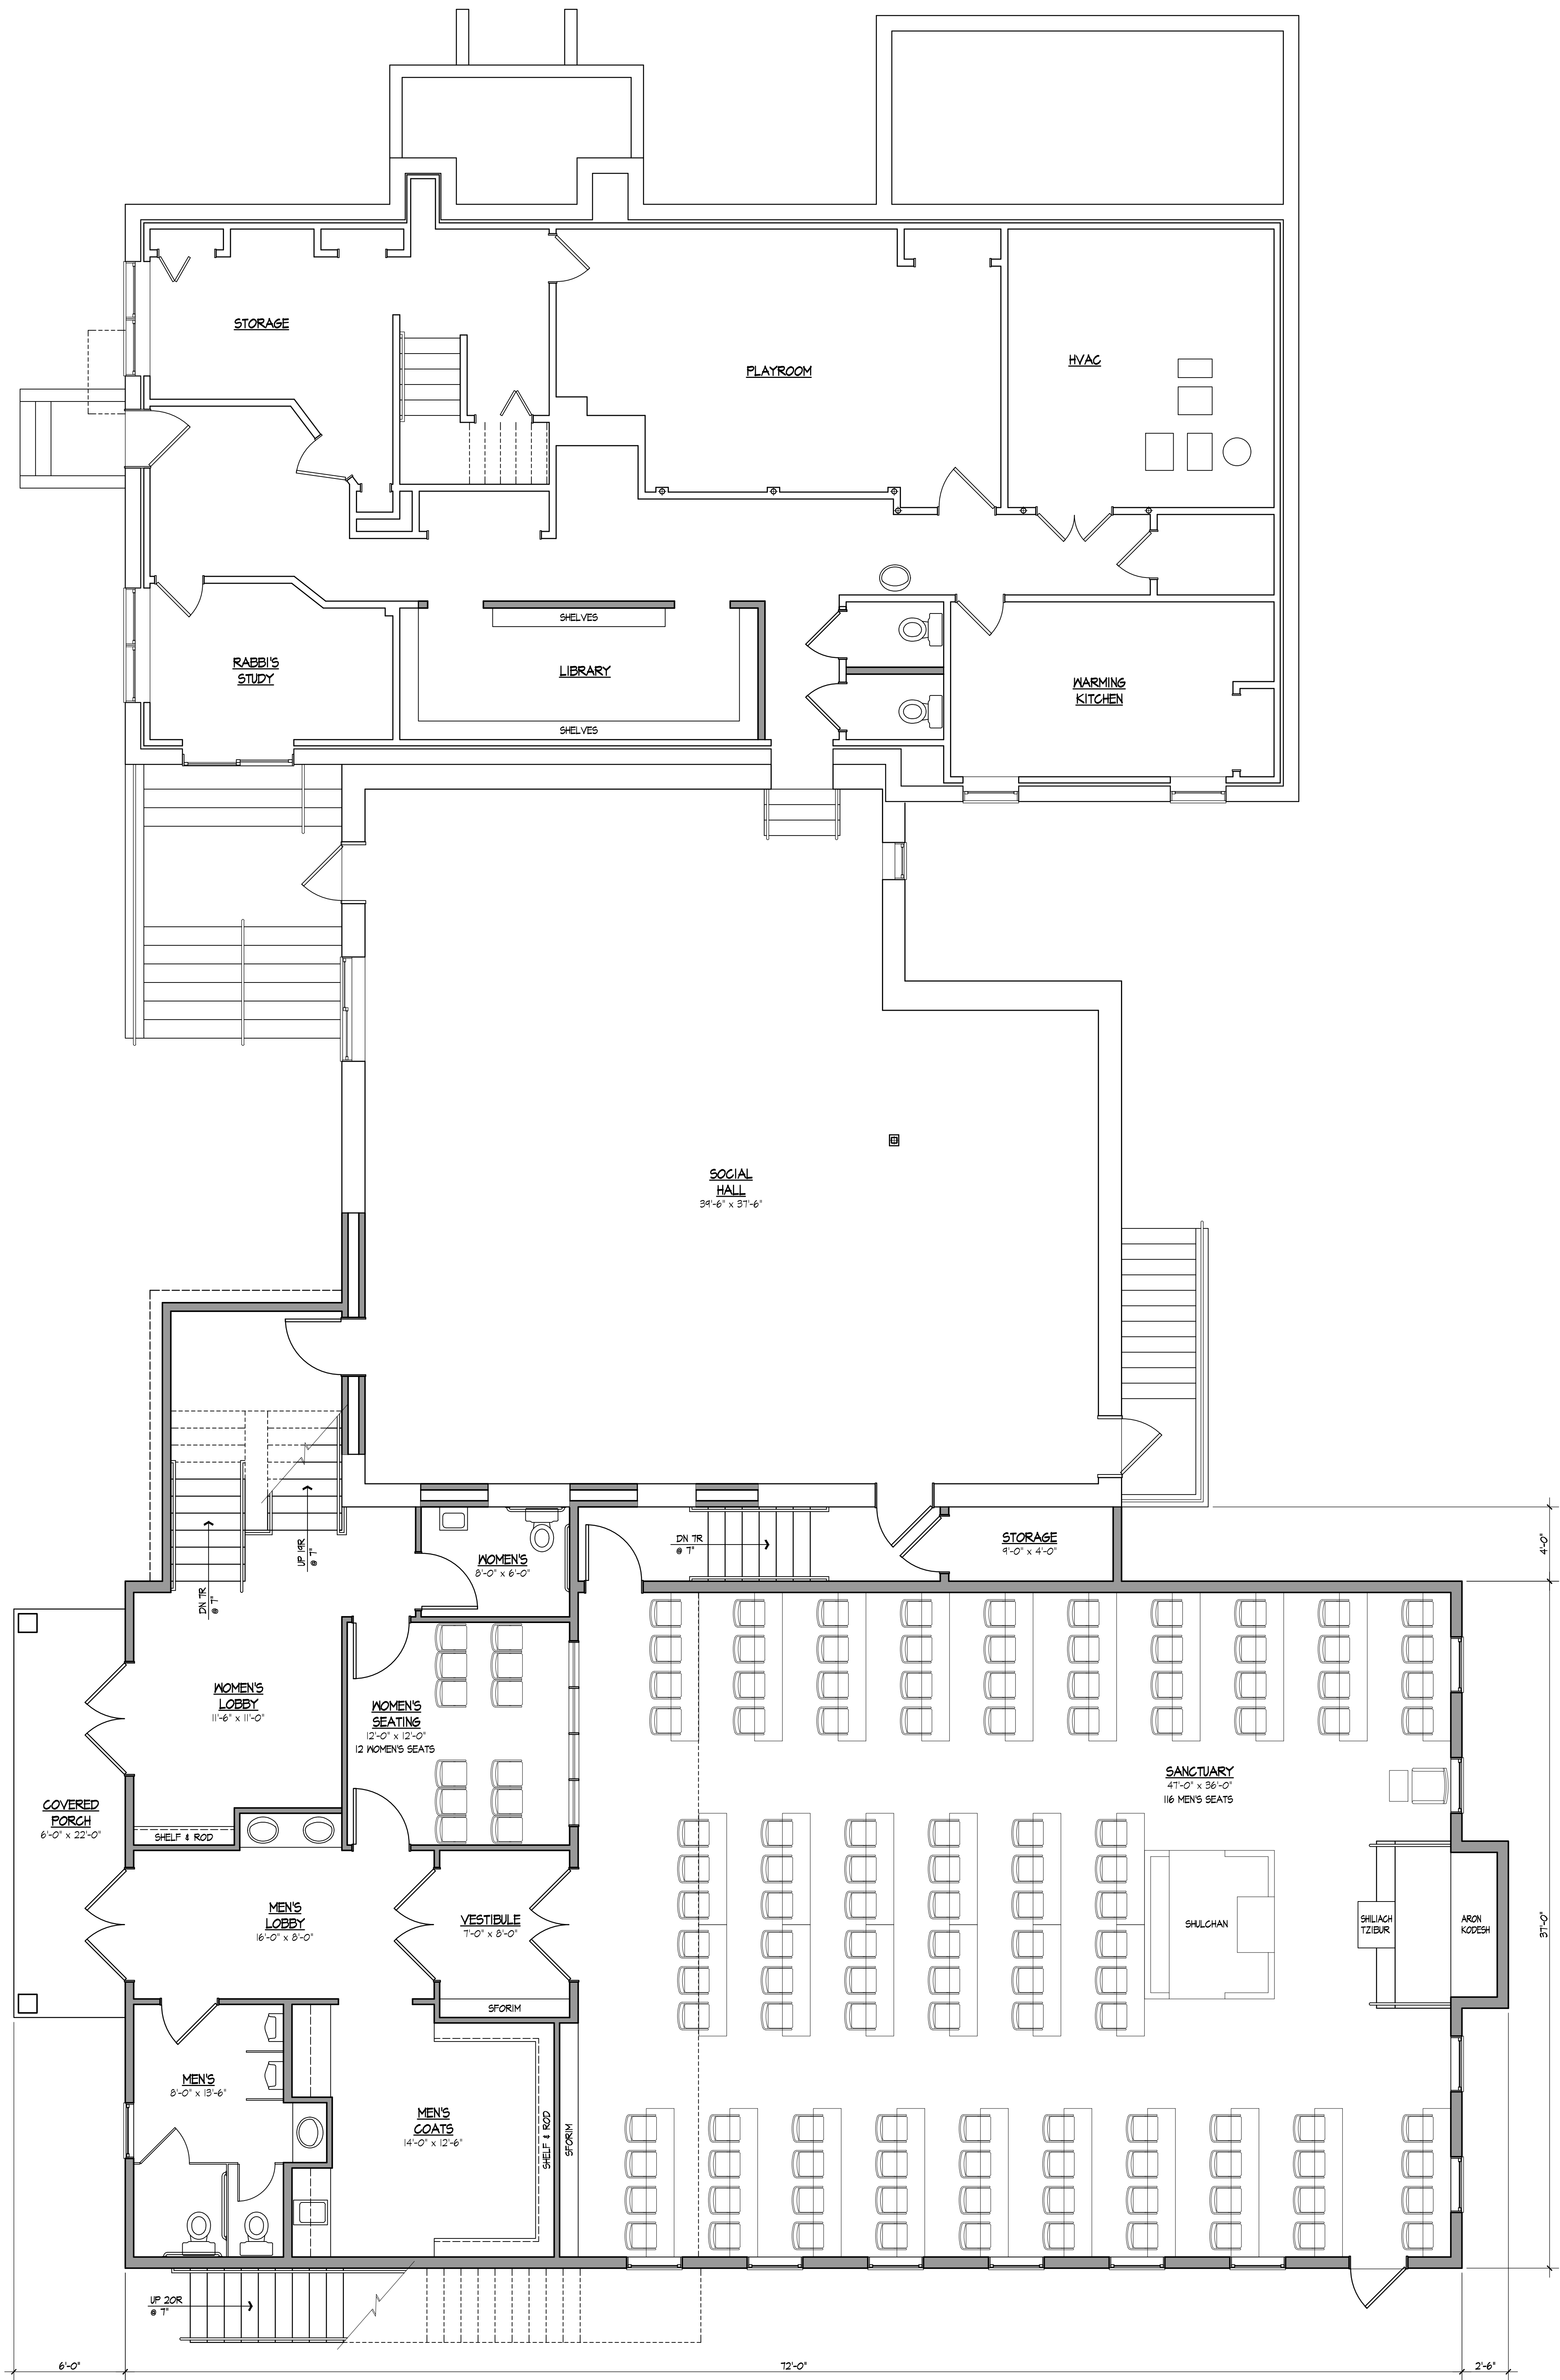 STORAGE
PLAYROOM
HVAC
SHELVES
RABBI'S
STUDY
LIBRARY
WARMING
KITCHEN
SHELVES
SOCIAL
HALL
39'-6" x 37'-6"
UP 19R
@ 7"
DN 7R
@ 7"
WOMEN'S
8'-0" x 6'-0"
DN 7R
@ 7"
STORAGE
9'-0" x 4'-0"
4'-0"
WOMEN'S
LOBBY
11'-6" x 11'-0"
WOMEN'S
SEATING
12'-0" x 12'-0"
12 WOMEN'S SEATS
SANCTUARY
47'-0" x 36'-0"
116 MEN'S SEATS
COVERED
PORCH
6'-0" x 22'-0"
SHELF & ROD
MEN'S
LOBBY
16'-0" x 8'-0"
VESTIBULE
7'-0" x 8'-0"
SHULCHAN
SHILIACH
TZIBUR
ARON
KODESH
37'-0"
SFORIM
MEN'S
8'-0" x 13'-6"
MEN'S
COATS
14'-0" x 12'-6"
SHELF & ROD
SFORIM
UP 20R
@ 7"
6'-0"
72'-0"
2'-6"